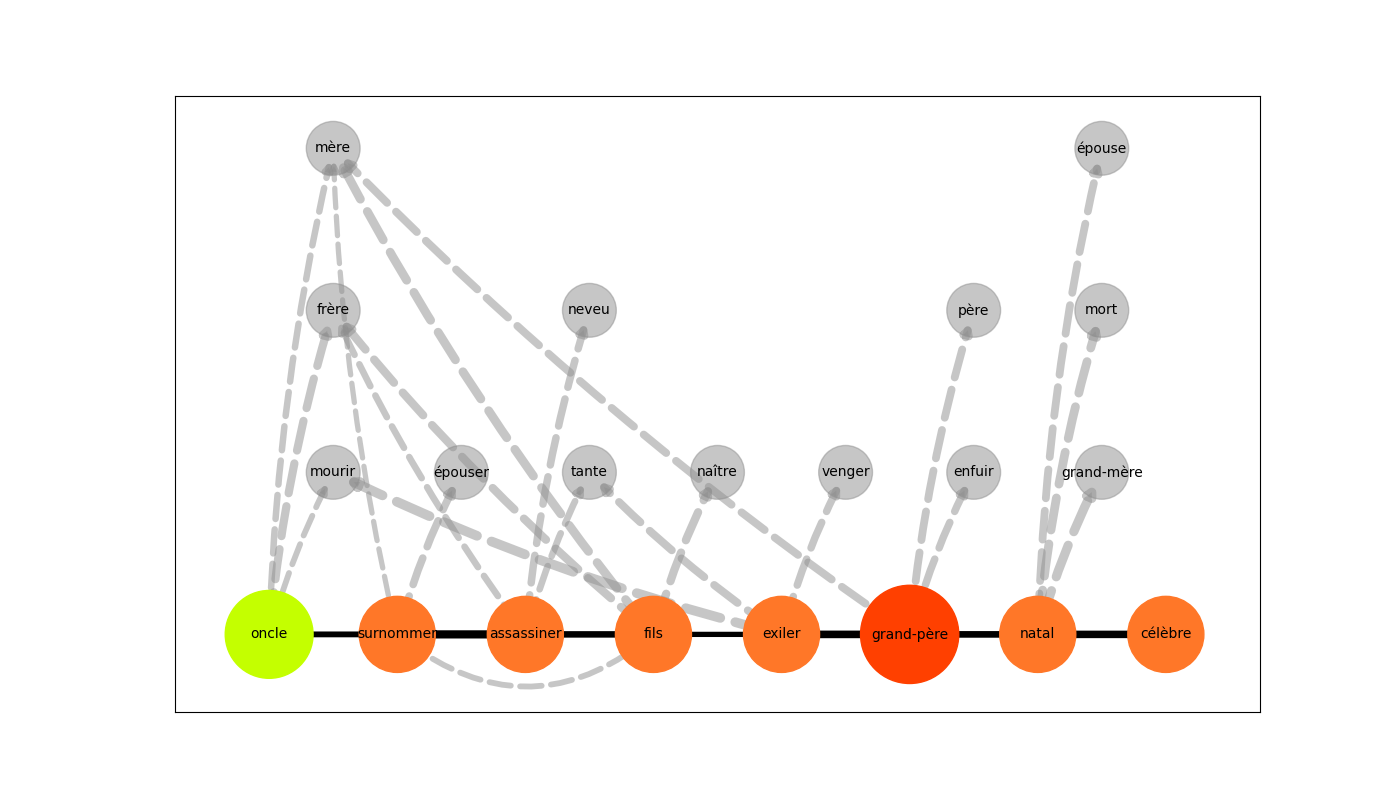 mère épouse
frère neveu père mort
mourir épouser tante naître venger enfuir grand-mère
oncle surnommer assassiner fils exiler grand-père natal célèbre